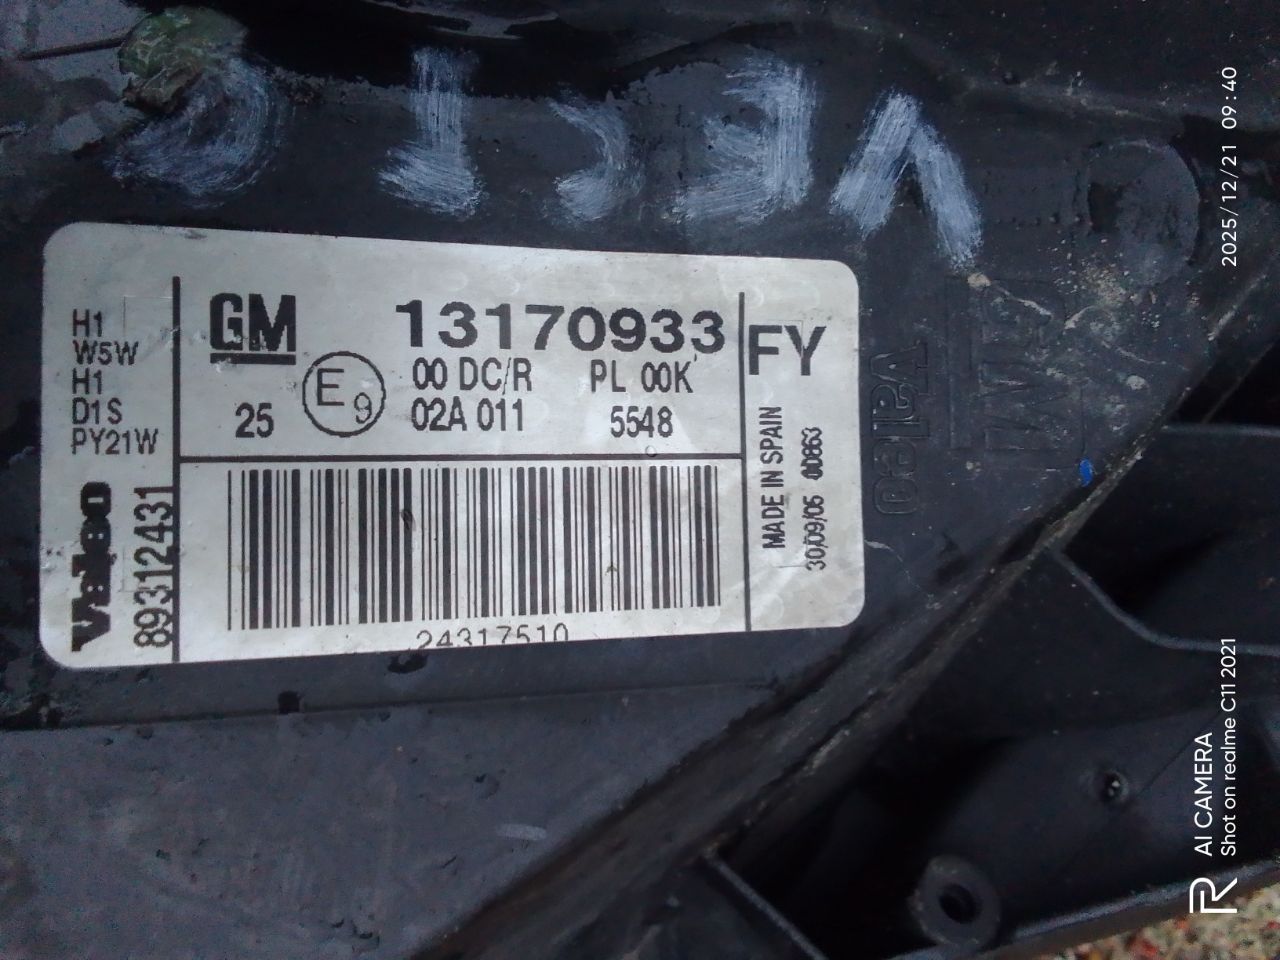 VECT C
H1
W5W
H1
D1S
PY21W
Valeo
89312431
GM
13170933
25
E9
00 DC/R PL 00K
02A 011 5548
24317510
FY
MADE IN SPAIN
30/09/05 00863
Valeo
GM
2025/12/21 09:40
R
AI CAMERA
Shot on realme C11 2021